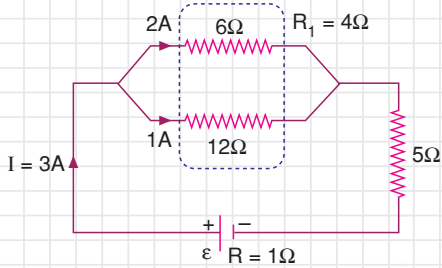 2A
6Ω
R₁ = 4Ω
1A
12Ω
I = 3A
5Ω
+ −
ε R = 1Ω